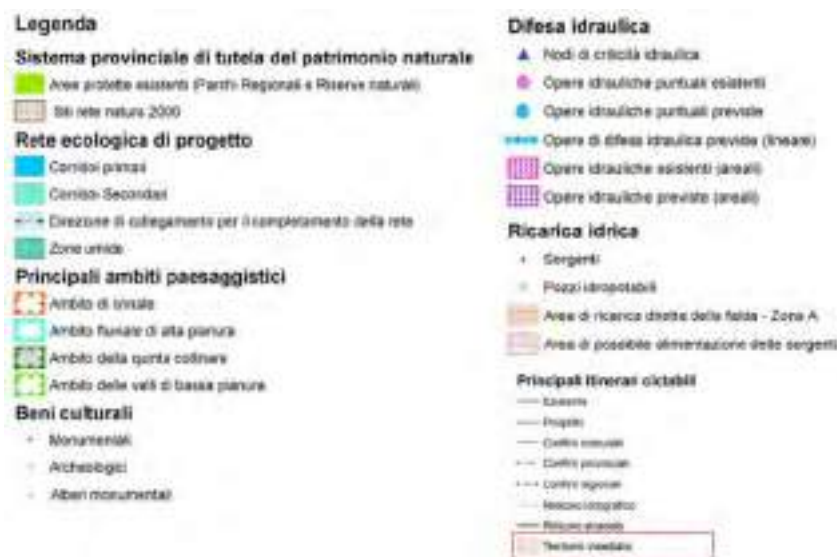 Legenda
Sistema provinciale di tutela del patrimonio naturale
Aree protette esistenti (Parchi Regionali e Riserve naturali)
Siti rete natura 2000
Rete ecologica di progetto
Corridoi primari
Corridoi Secondari
Direzione di collegamento per il completamento della rete
Zone umide
Principali ambiti paesaggistici
Ambito di
Ambito fluviale di alta pianura
Ambito della quinta collinare
Ambito delle valli di bassa pianura
Beni culturali
Monumentali
Archeologici
Alberi monumentali
Difesa idraulica
Nodi di criticità idraulica
Opere idrauliche puntuali esistenti
Opere idrauliche puntuali previste
Opere di difesa idraulica previste (lineare)
Opere idrauliche esistenti (areali)
Opere idrauliche previste (areali)
Ricarica idrica
Sorgenti
Pozzi idropotabili
Area di ricarica diretta della falda - Zona A
Area di possibile alimentazione delle sorgenti
Principali itinerari ciclabili
Esistente
Progetto
Confini comunali
Confini provinciali
Confini regionali
Reticolo idrografico
Reticolo stradale